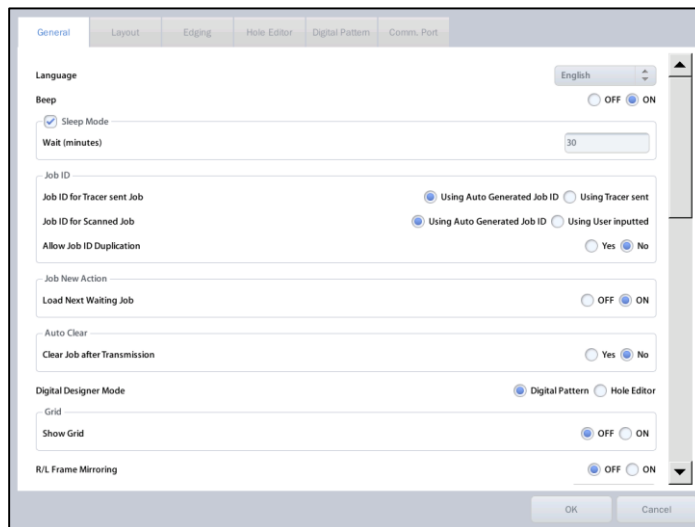 General Layout Edging Hole Editor Digital Pattern Comm. Port
Language English
Beep OFF ON
Sleep Mode
Wait (minutes) 30
Job ID
Job ID for Tracer sent Job Using Auto Generated Job ID Using Tracer sent
Job ID for Scanned Job Using Auto Generated Job ID Using User inputted
Allow Job ID Duplication Yes No
Job New Action
Load Next Waiting Job OFF ON
Auto Clear
Clear Job after Transmission Yes No
Digital Designer Mode Digital Pattern Hole Editor
Grid
Show Grid OFF ON
R/L Frame Mirroring OFF ON
OK Cancel